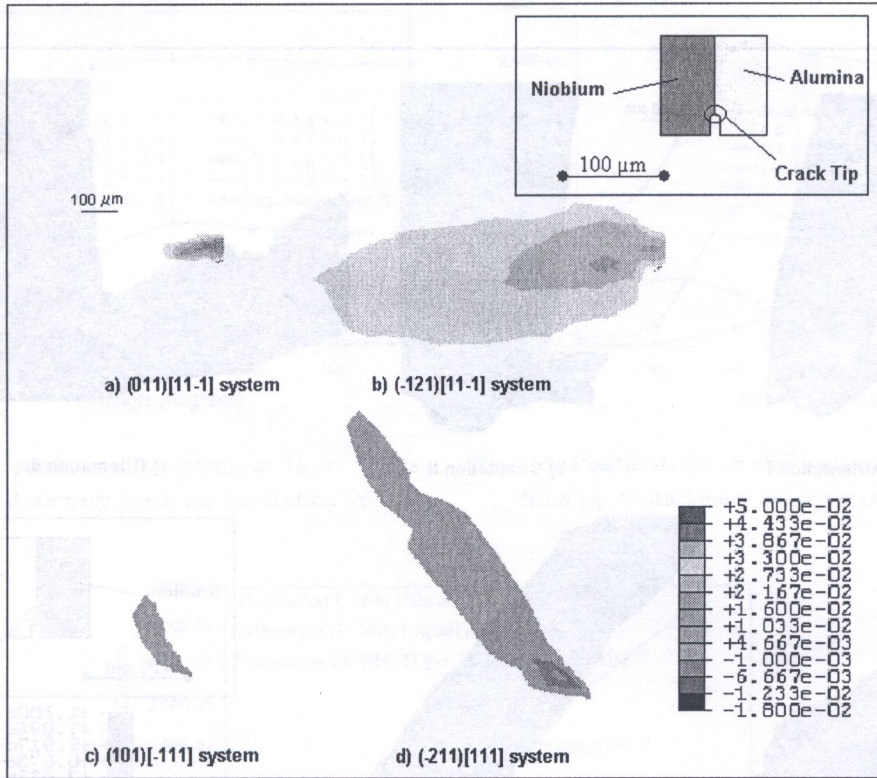 Niobium
Alumina
100 µm
Crack Tip
100 µm
a) (011)[11-1] system
b) (-121)[11-1] system
c) (101)[-111] system
d) (-211)[111] system
+5.000e-02
+4.433e-02
+3.867e-02
+3.300e-02
+2.733e-02
+2.167e-02
+1.600e-02
+1.033e-02
+4.667e-03
-1.000e-03
-6.667e-03
-1.233e-02
-1.800e-02